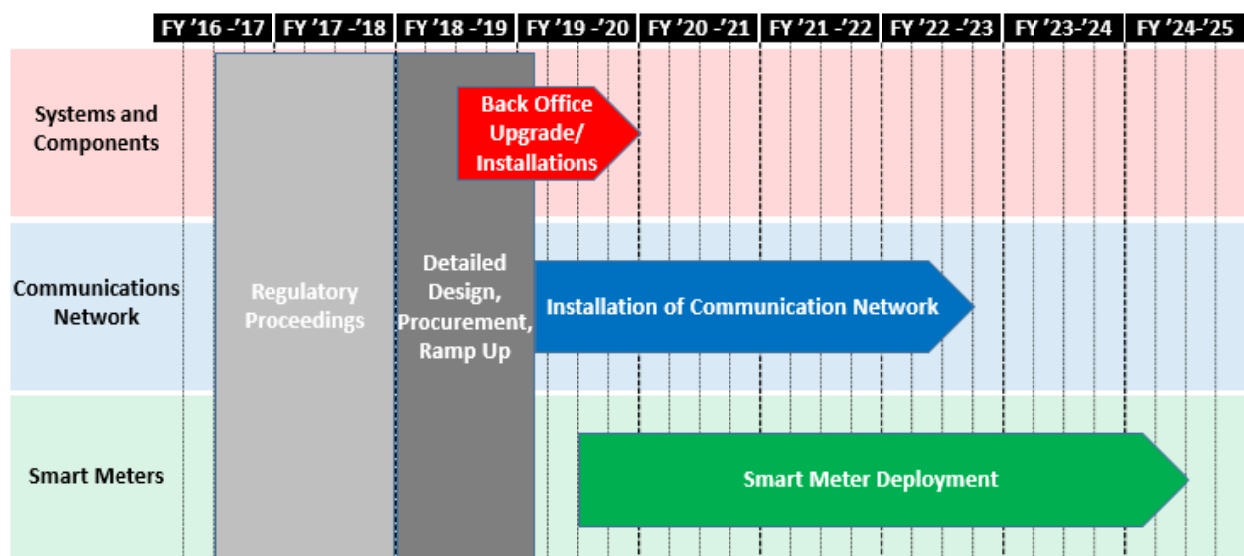 FY ’16 -’17 FY ’17 -’18 FY ’18 -’19 FY ’19 -’20 FY ’20 -’21 FY ’21 -’22 FY ’22 -’23 FY ’23-’24 FY ’24-’25
Systems and
Components
Back Office
Upgrade/
Installations
Communications
Network
Regulatory
Proceedings
Detailed
Design,
Procurement,
Ramp Up
Installation of Communication Network
Smart Meters
Smart Meter Deployment